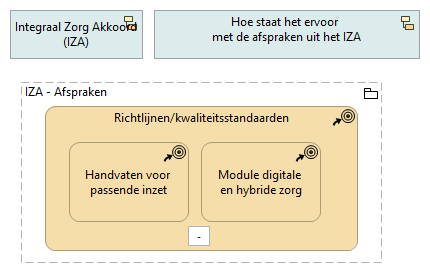 Integraal Zorg Akkoord
(IZA)
Hoe staat het ervoor
met de afspraken uit het IZA
IZA - Afspraken
Richtlijnen/kwaliteitsstandaarden
Handvaten voor
passende inzet
Module digitale
en hybride zorg
-